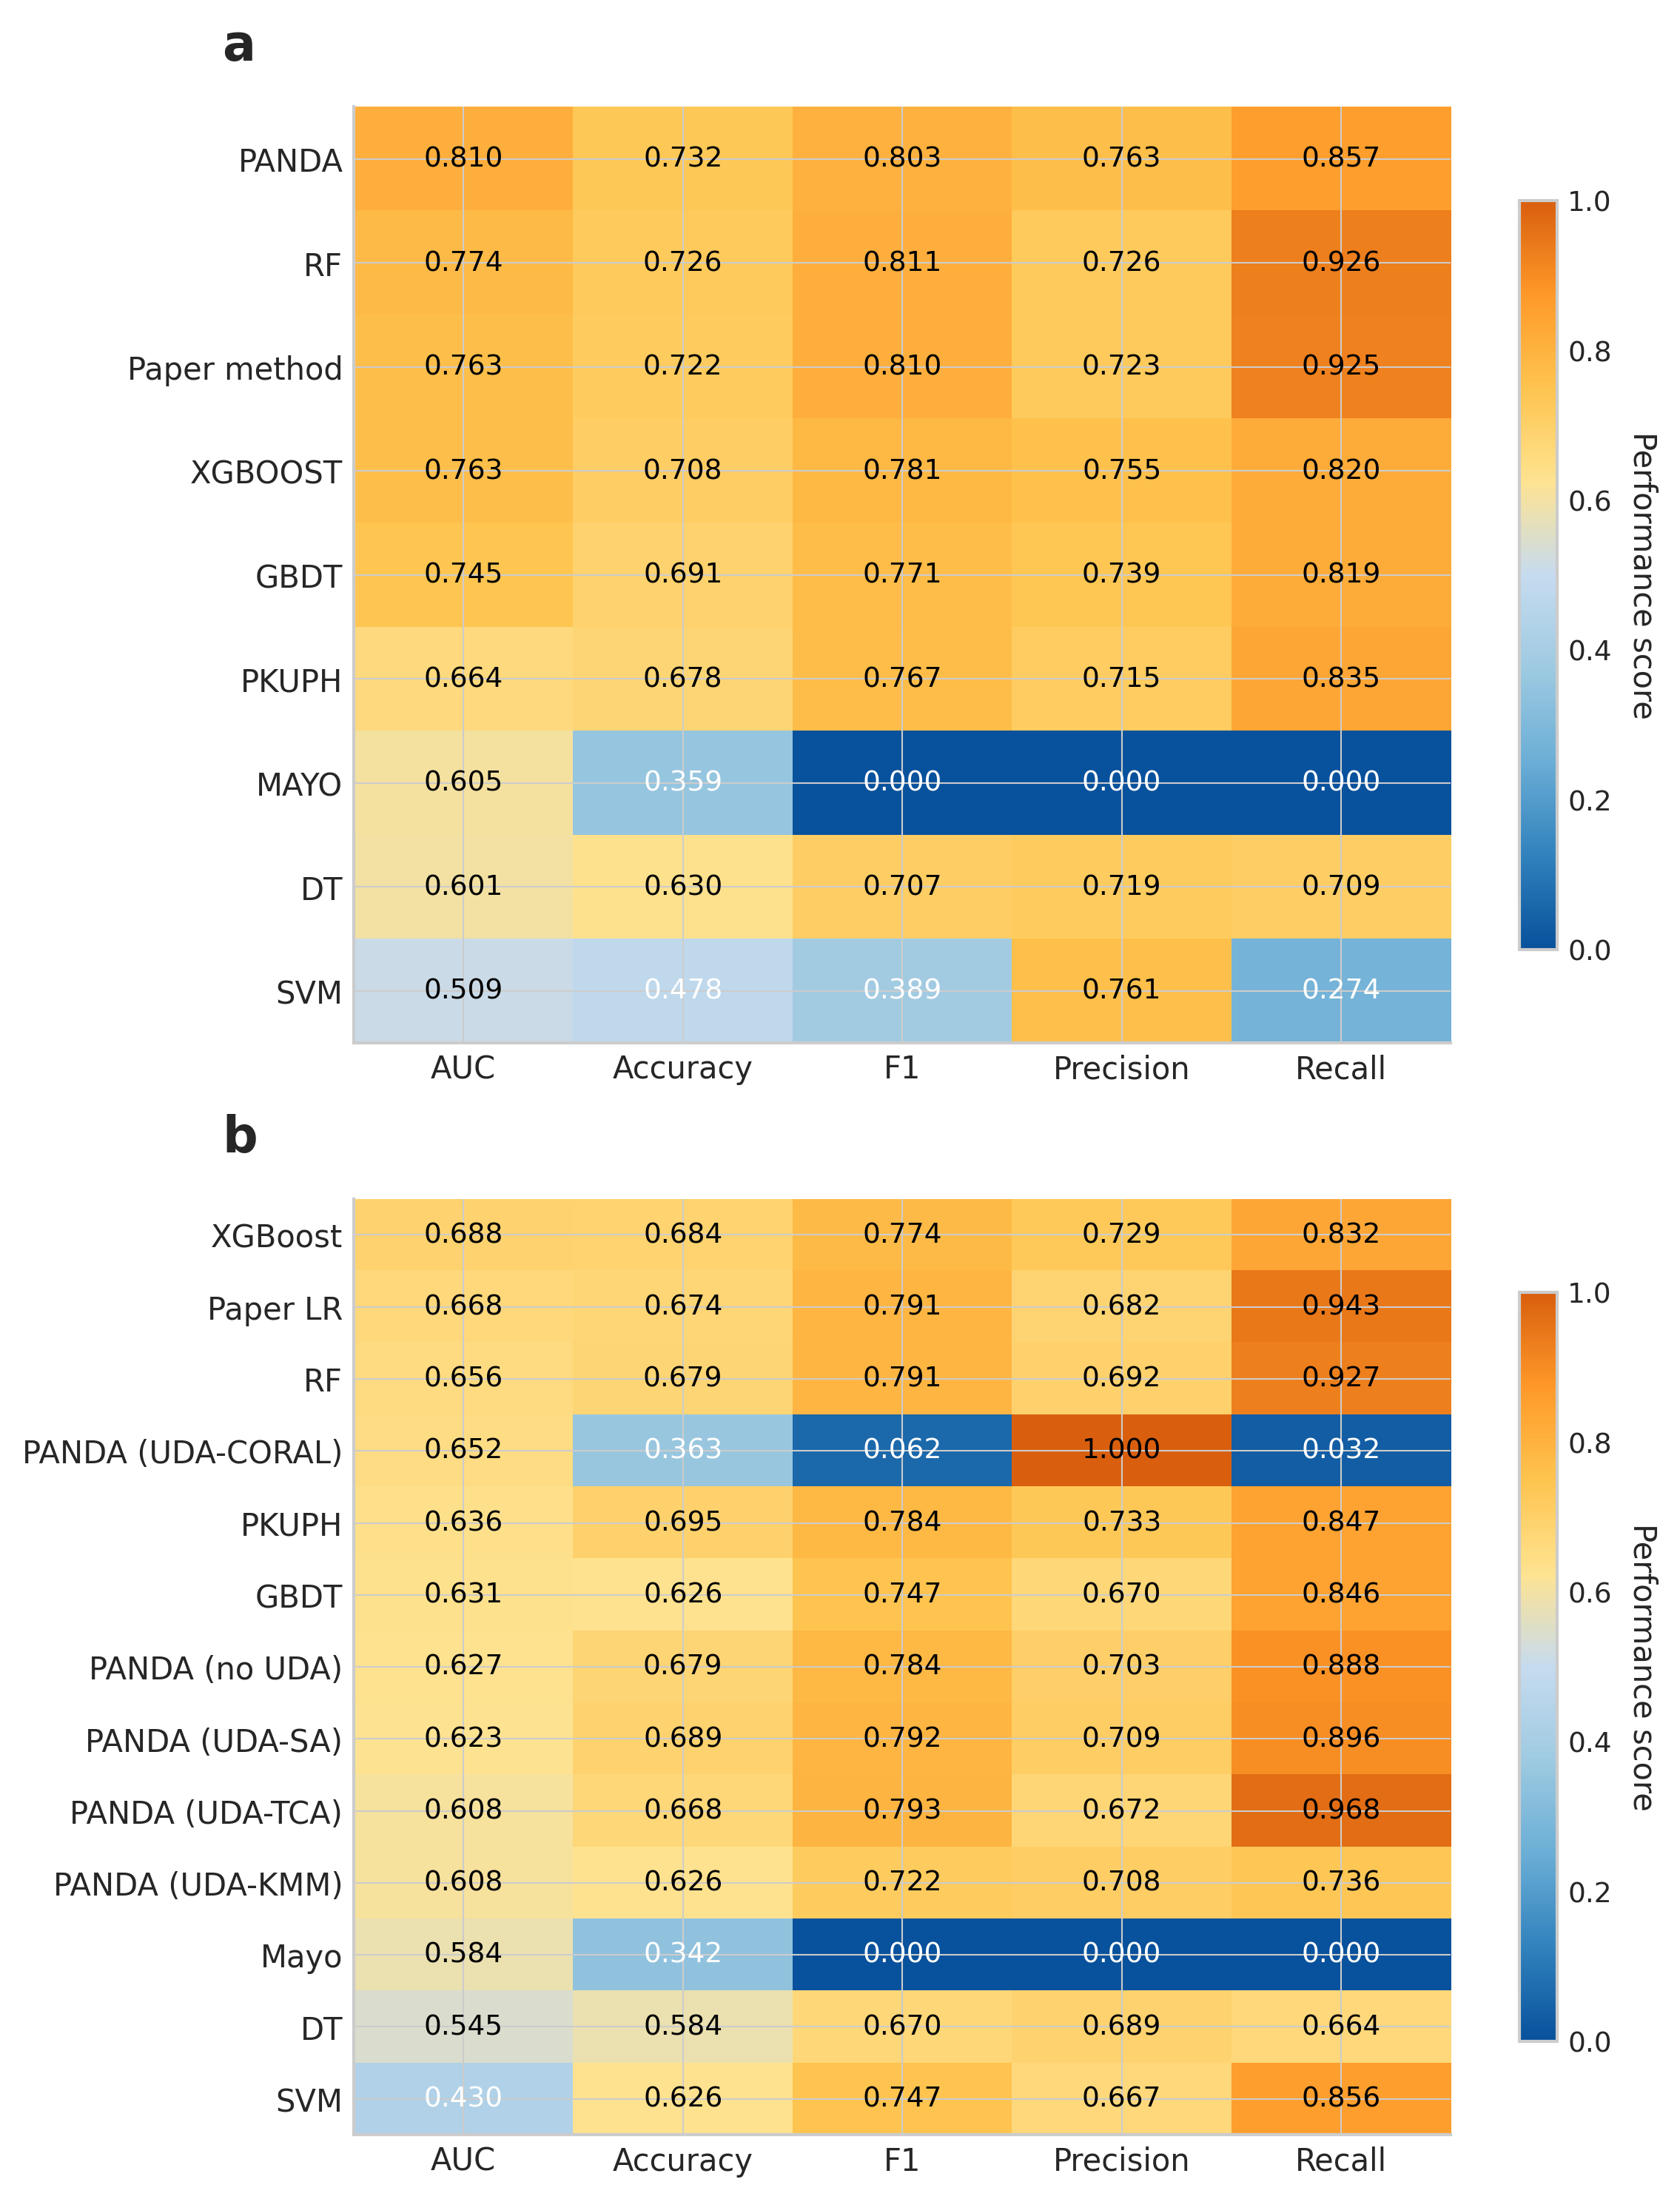 a
PANDA 0.810 0.732 0.803 0.763 0.857
RF 0.774 0.726 0.811 0.726 0.926
Paper method 0.763 0.722 0.810 0.723 0.925
XGBOOST 0.763 0.708 0.781 0.755 0.820
GBDT 0.745 0.691 0.771 0.739 0.819
PKUPH 0.664 0.678 0.767 0.715 0.835
MAYO 0.605 0.359 0.000 0.000 0.000
DT 0.601 0.630 0.707 0.719 0.709
SVM 0.509 0.478 0.389 0.761 0.274
AUC Accuracy F1 Precision Recall
1.0
0.8
0.6
0.4
0.2
0.0
Performance score
b
XGBoost 0.688 0.684 0.774 0.729 0.832
Paper LR 0.668 0.674 0.791 0.682 0.943
RF 0.656 0.679 0.791 0.692 0.927
PANDA (UDA-CORAL) 0.652 0.363 0.062 1.000 0.032
PKUPH 0.636 0.695 0.784 0.733 0.847
GBDT 0.631 0.626 0.747 0.670 0.846
PANDA (no UDA) 0.627 0.679 0.784 0.703 0.888
PANDA (UDA-SA) 0.623 0.689 0.792 0.709 0.896
PANDA (UDA-TCA) 0.608 0.668 0.793 0.672 0.968
PANDA (UDA-KMM) 0.608 0.626 0.722 0.708 0.736
Mayo 0.584 0.342 0.000 0.000 0.000
DT 0.545 0.584 0.670 0.689 0.664
SVM 0.430 0.626 0.747 0.667 0.856
AUC Accuracy F1 Precision Recall
1.0
0.8
0.6
0.4
0.2
0.0
Performance score